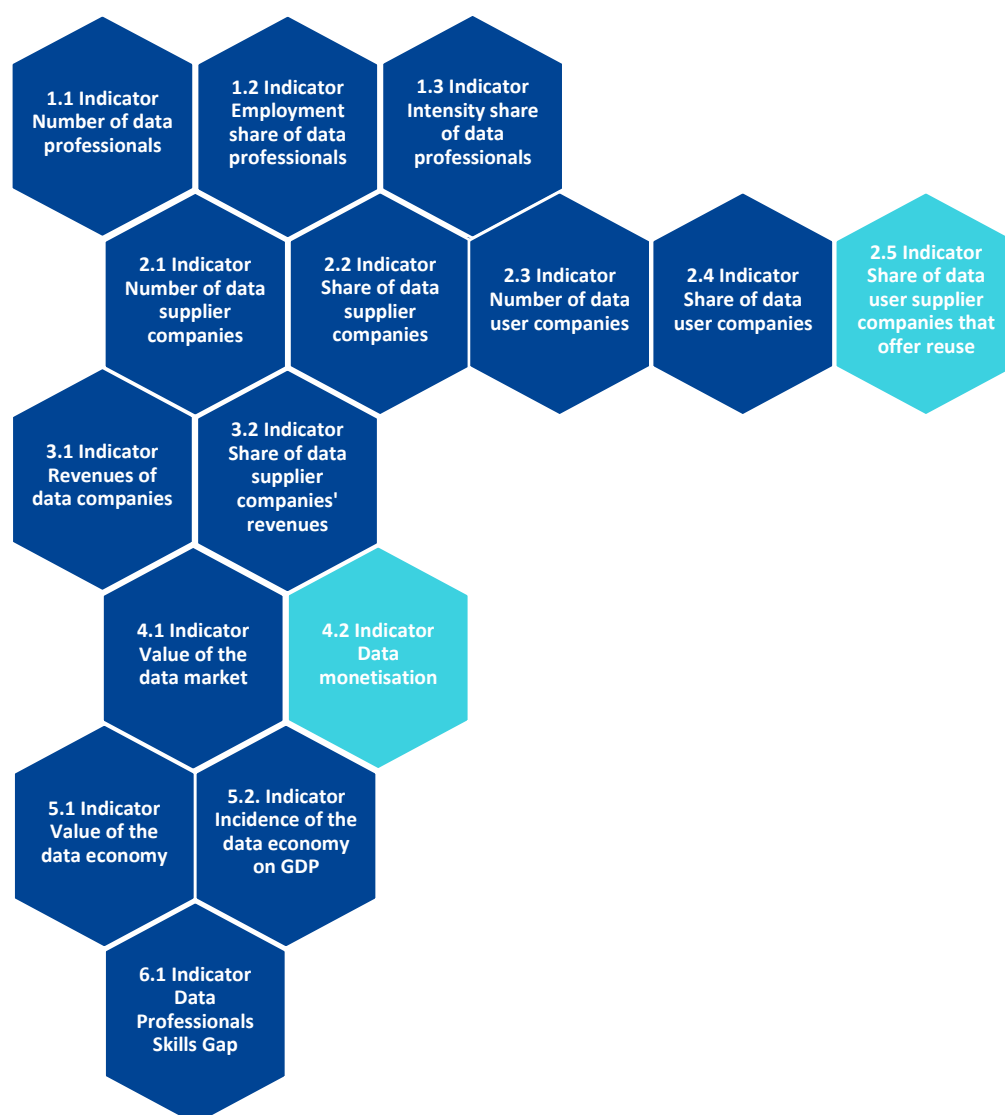 1.1 Indicator
Number of data
professionals
1.2 Indicator
Employment
share of data
professionals
1.3 Indicator
Intensity share
of data
professionals
2.1 Indicator
Number of data
supplier
companies
2.2 Indicator
Share of data
supplier
companies
2.3 Indicator
Number of data
user companies
2.4 Indicator
Share of data
user companies
2.5 Indicator
Share of data
user supplier
companies that
offer reuse
3.1 Indicator
Revenues of
data companies
3.2 Indicator
Share of data
supplier
companies'
revenues
4.1 Indicator
Value of the
data market
4.2 Indicator
Data
monetisation
5.1 Indicator
Value of the
data economy
5.2. Indicator
Incidence of the
data economy
on GDP
6.1 Indicator
Data
Professionals
Skills Gap